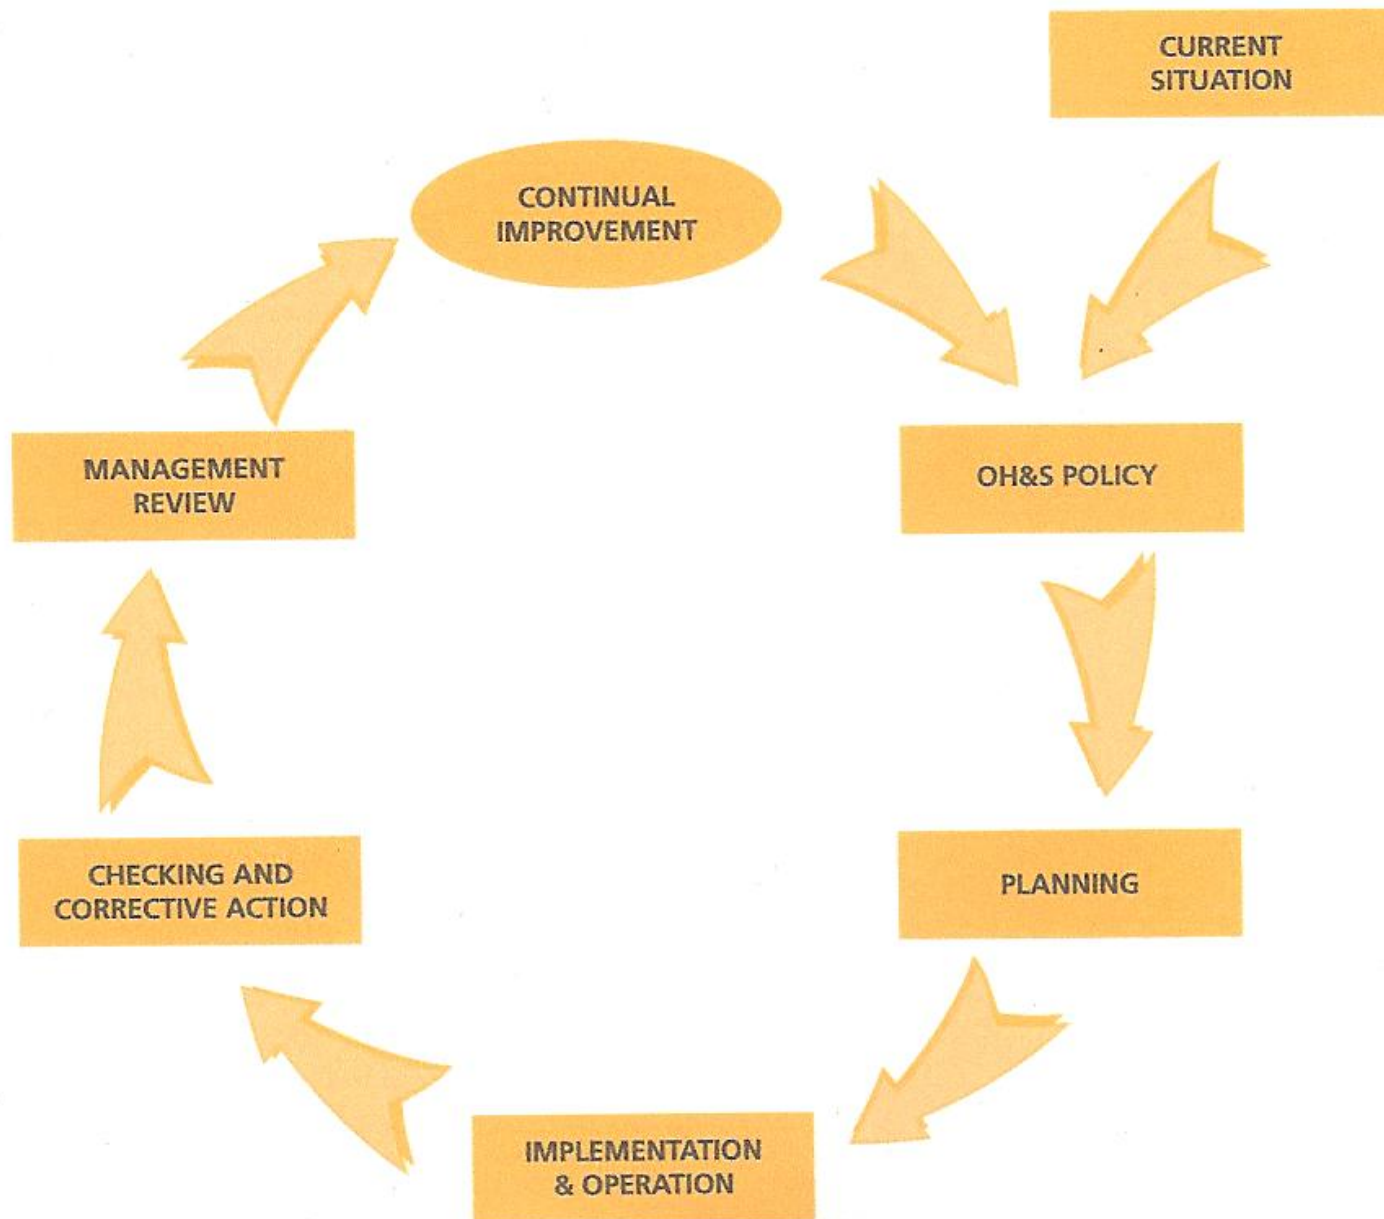 CURRENT
SITUATION
CONTINUAL
IMPROVEMENT
OH&S POLICY
PLANNING
IMPLEMENTATION
& OPERATION
CHECKING AND
CORRECTIVE ACTION
MANAGEMENT
REVIEW